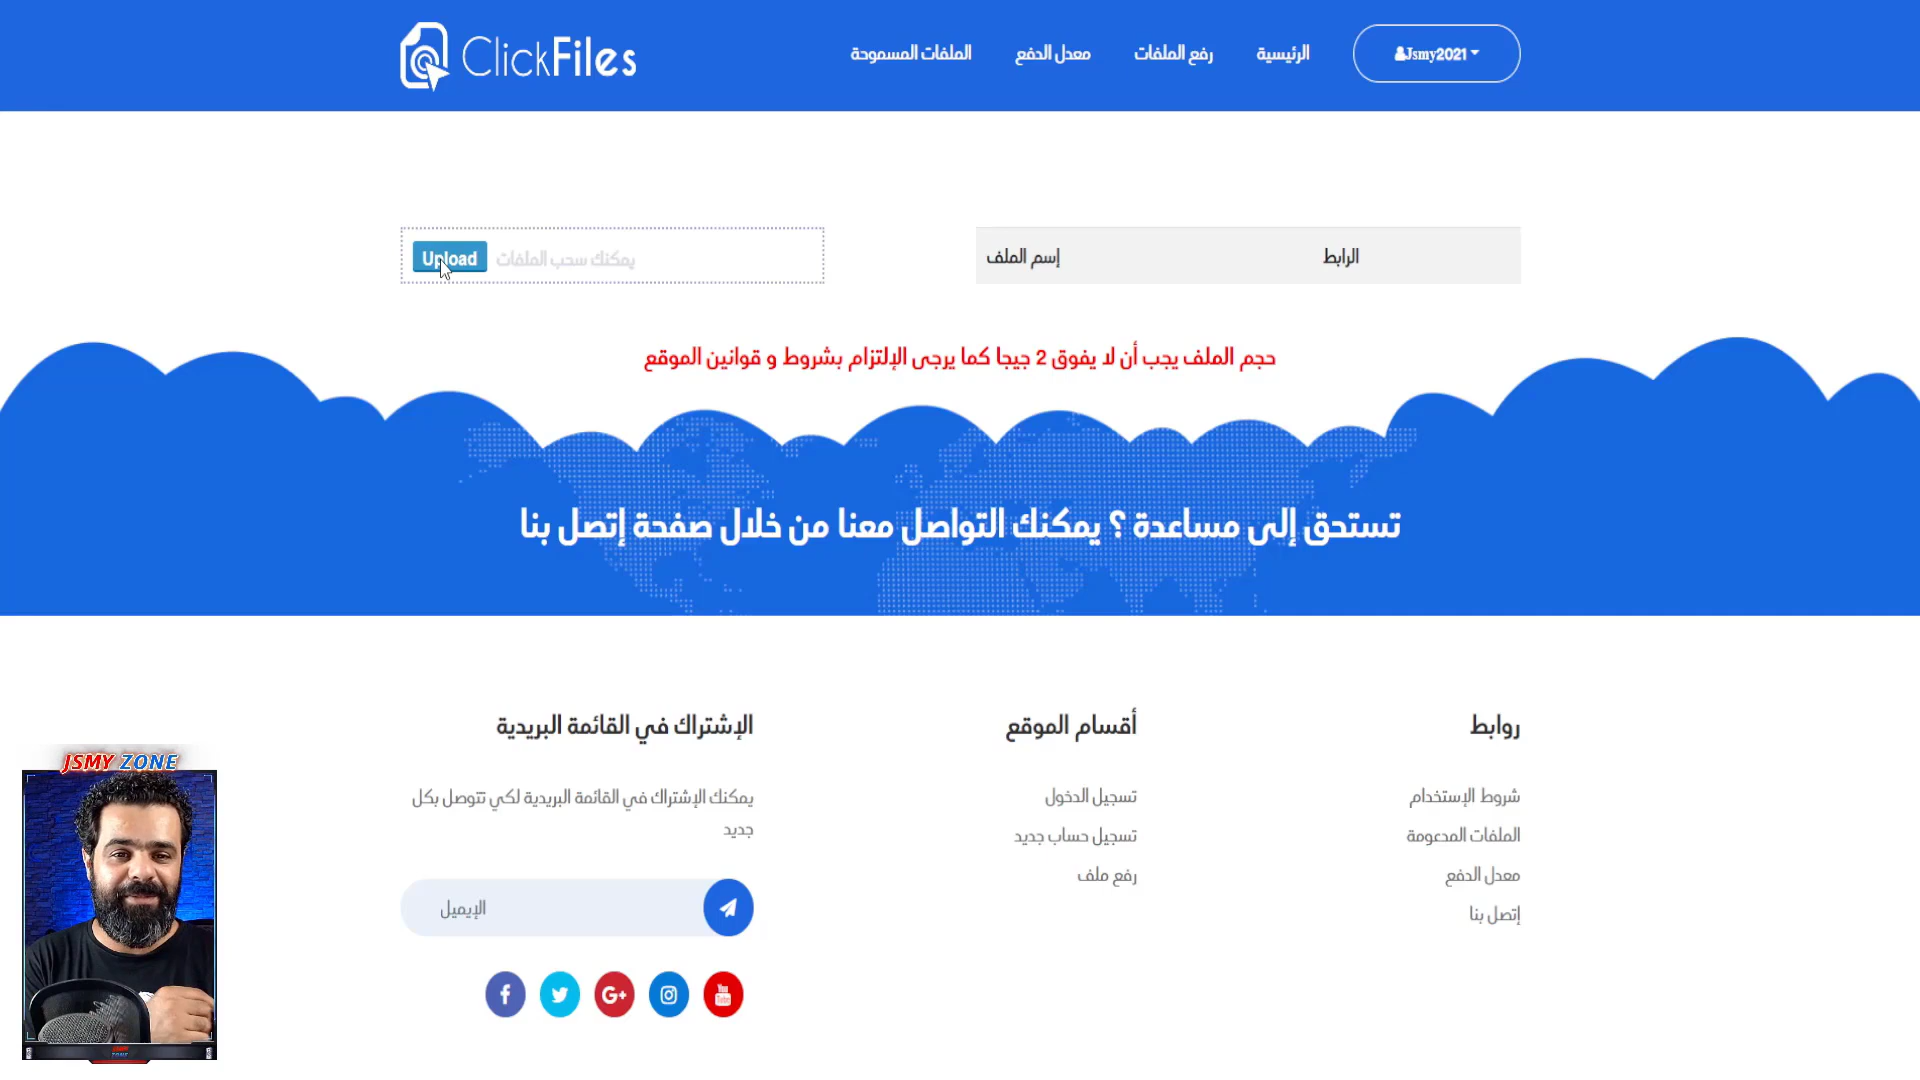 ClickFiles
Jsmy2021
الرئيسية
رفع الملفات
معدل الدفع
الملفات المسموحة
Upload
يمكنك سحب الملفات
إسم الملف
الرابط
حجم الملف يجب أن لا يفوق 2 جيجا كما يرجى الإلتزام بشروط و قوانين الموقع
تستحق إلى مساعدة ؟ يمكنك التواصل معنا من خلال صفحة إتصل بنا
روابط
شروط الإستخدام
الملفات المدعومة
معدل الدفع
إتصل بنا
أقسام الموقع
تسجيل الدخول
تسجيل حساب جديد
رفع ملف
الإشتراك في القائمة البريدية
يمكنك الإشتراك في القائمة البريدية لكي تتوصل بكل
جديد
الإيميل
JSMY ZONE
JSMY
ZONE